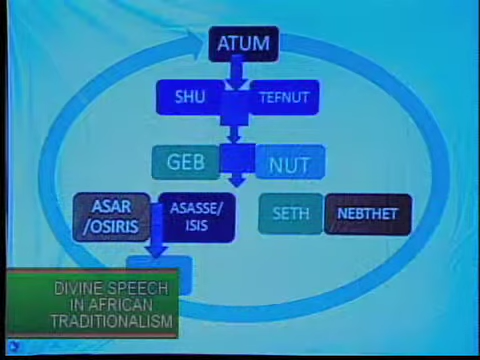 ATUM
SHU
TEFNUT
GEB
NUT
ASAR
/OSIRIS
ASASSE/
ISIS
SETH
NEBTHET
DIVINE SPEECH
IN AFRICAN
TRADITIONALISM